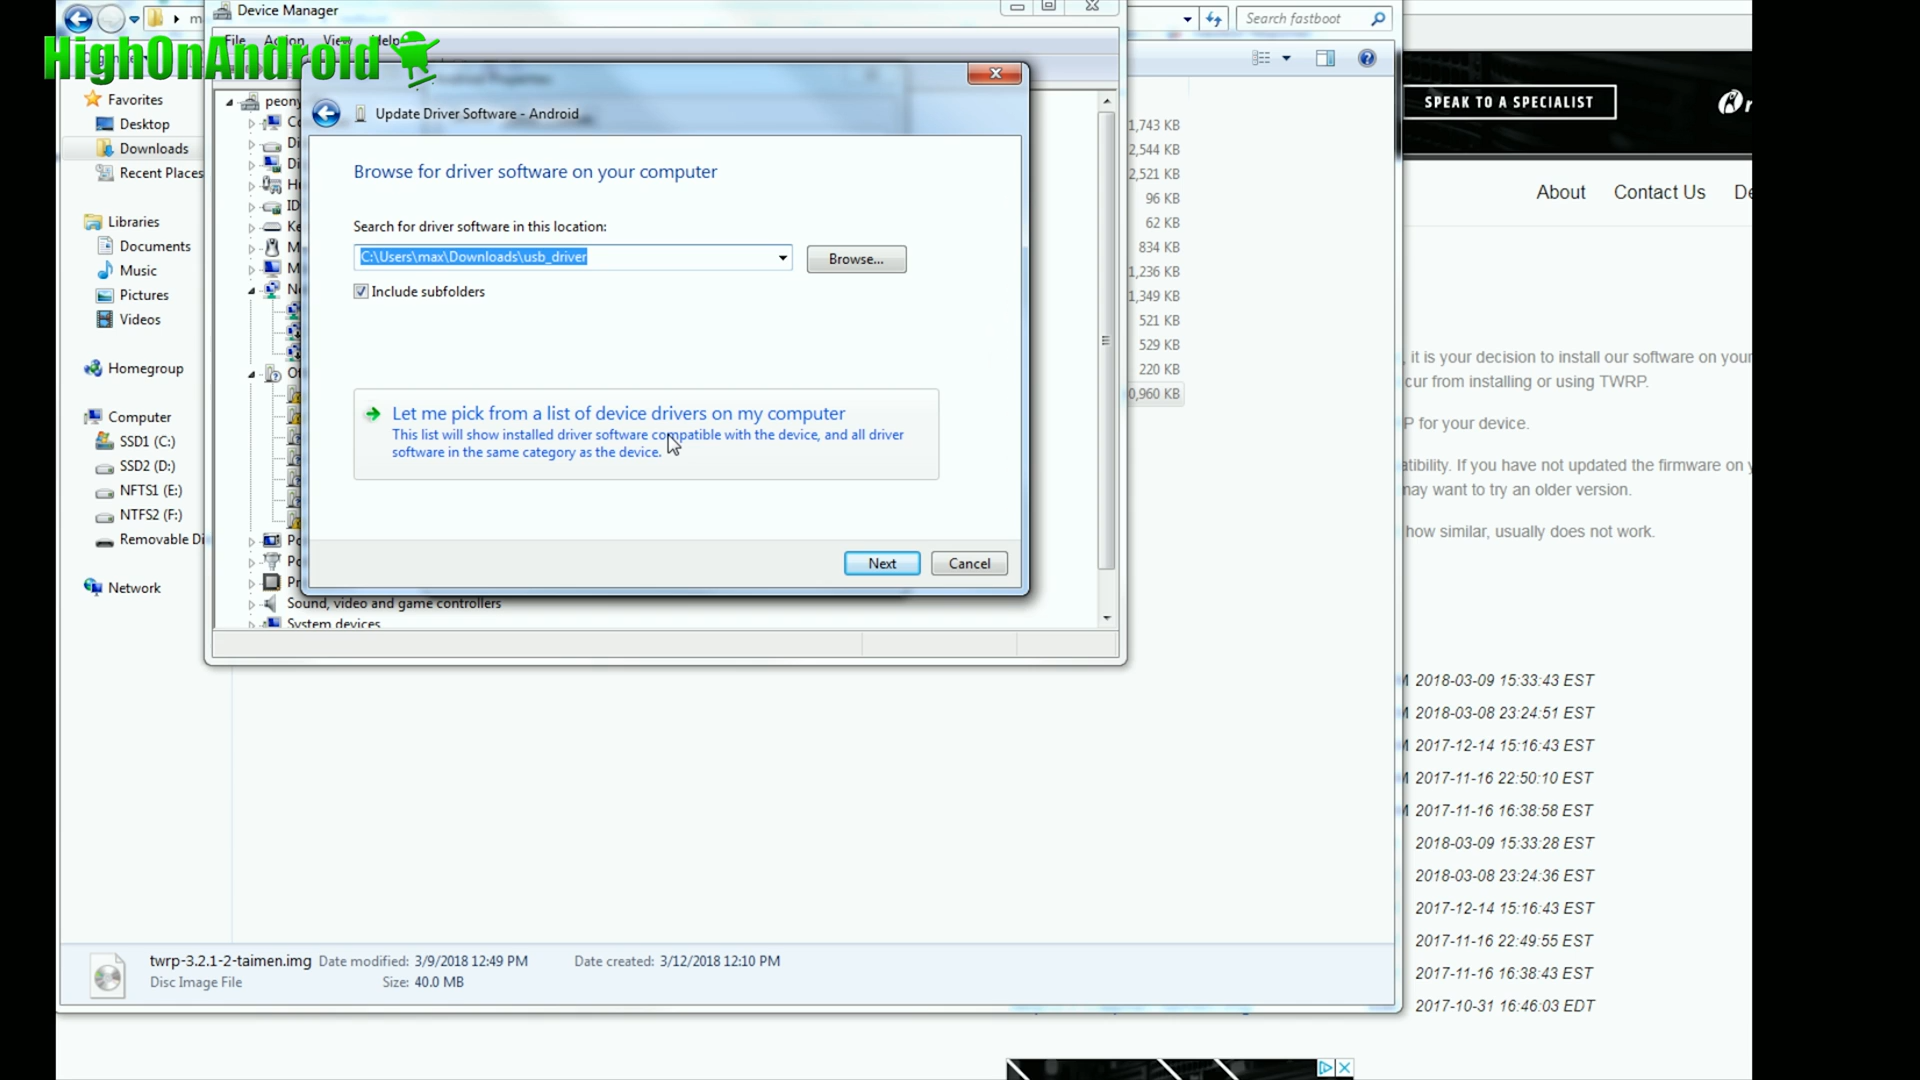 Device Manager
Search fastboot
File Action View Help
HighOnAndroid
Update Driver Software - Android
Browse for driver software on your computer
Search for driver software in this location:
C:\Users\max\Downloads\usb_driver
Browse...
Include subfolders
Let me pick from a list of device drivers on my computer
This list will show installed driver software compatible with the device, and all driver
software in the same category as the device.
Next
Cancel
Favorites
Desktop
Downloads
Recent Places
Libraries
Documents
Music
Pictures
Videos
Homegroup
Computer
SSD1 (C:)
SSD2 (D:)
NFTS1 (E:)
NTFS2 (F:)
Removable Di
Network
peony
Sound, video and game controllers
System devices
1,743 KB
2,544 KB
2,521 KB
96 KB
62 KB
834 KB
1,236 KB
1,349 KB
521 KB
529 KB
220 KB
0,960 KB
SPEAK TO A SPECIALIST
About
Contact Us
De
, it is your decision to install our software on your
cur from installing or using TWRP.
P for your device.
atibility. If you have not updated the firmware on y
may want to try an older version.
how similar, usually does not work.
M 2018-03-09 15:33:43 EST
M 2018-03-08 23:24:51 EST
M 2017-12-14 15:16:43 EST
M 2017-11-16 22:50:10 EST
M 2017-11-16 16:38:58 EST
2018-03-09 15:33:28 EST
2018-03-08 23:24:36 EST
2017-12-14 15:16:43 EST
2017-11-16 22:49:55 EST
2017-11-16 16:38:43 EST
2017-10-31 16:46:03 EDT
twrp-3.2.1-2-taimen.img Date modified: 3/9/2018 12:49 PM Date created: 3/12/2018 12:10 PM
Disc Image File Size: 40.0 MB